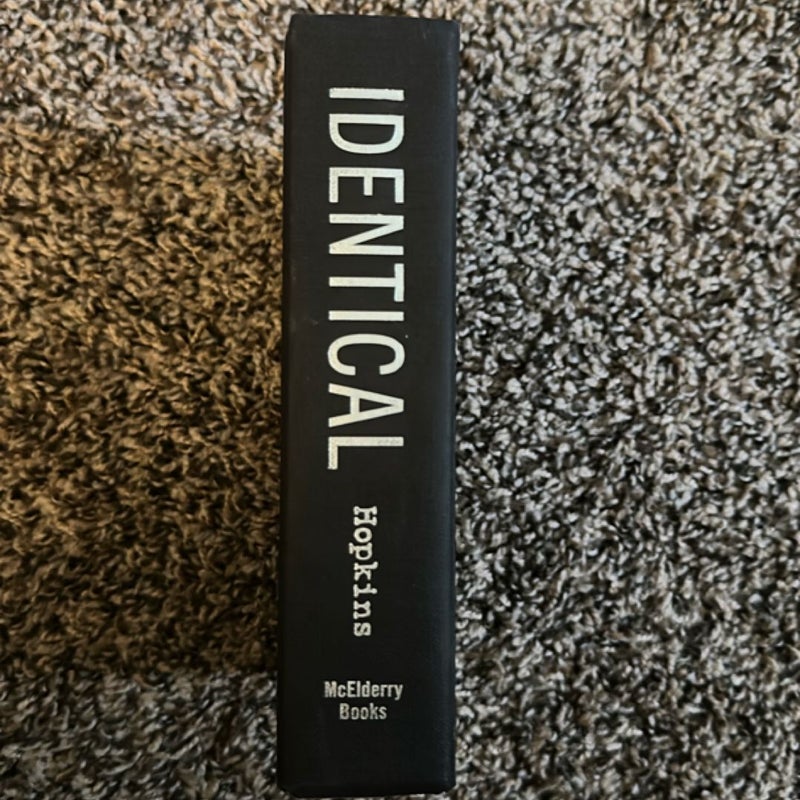 IDENTICAL
Hopkins
McElderry
Books